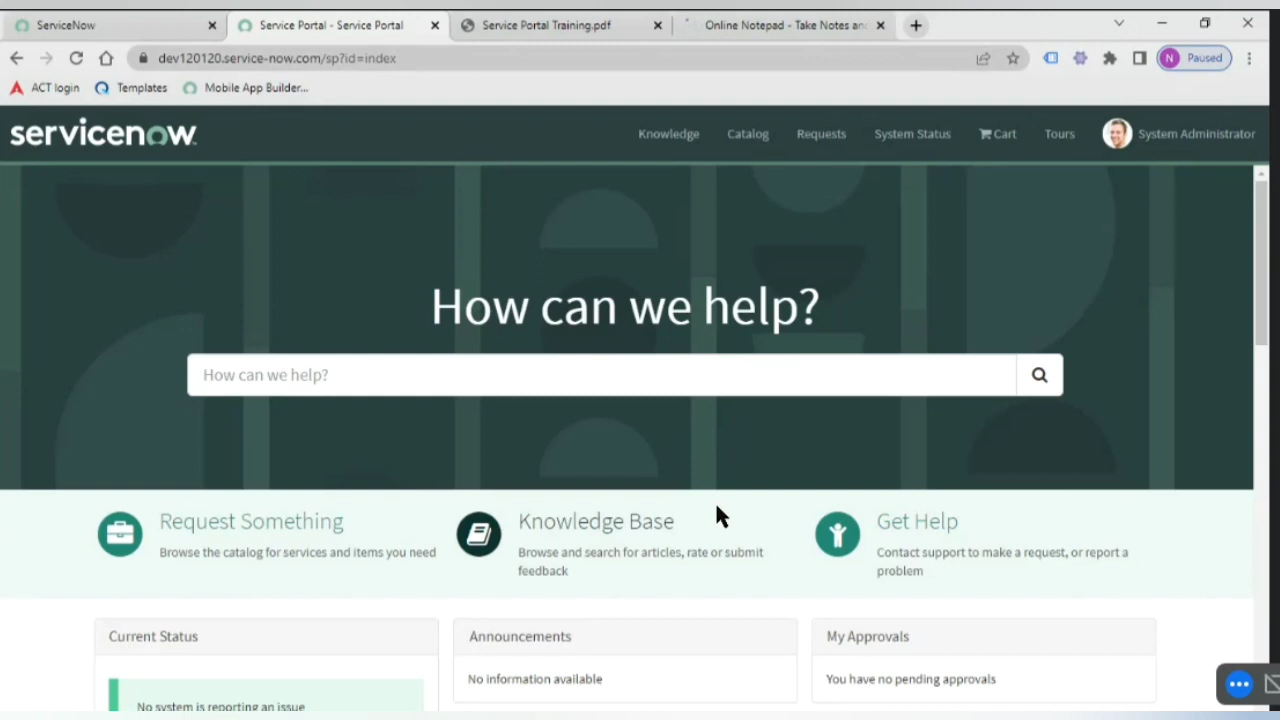 ServiceNow
Service Portal - Service Portal
Service Portal Training.pdf
Online Notepad - Take Notes an
dev120120.service-now.com/sp?id=index
N
Paused
ACT login
Templates
Mobile App Builder...
servicenow
Knowledge
Catalog
Requests
System Status
Cart
Tours
System Administrator
How can we help?
How can we help?
Request Something
Browse the catalog for services and items you need
Knowledge Base
Browse and search for articles, rate or submit
feedback
Get Help
Contact support to make a request, or report a
problem
Current Status
Announcements
My Approvals
No information available
You have no pending approvals
No system is reporting an issue